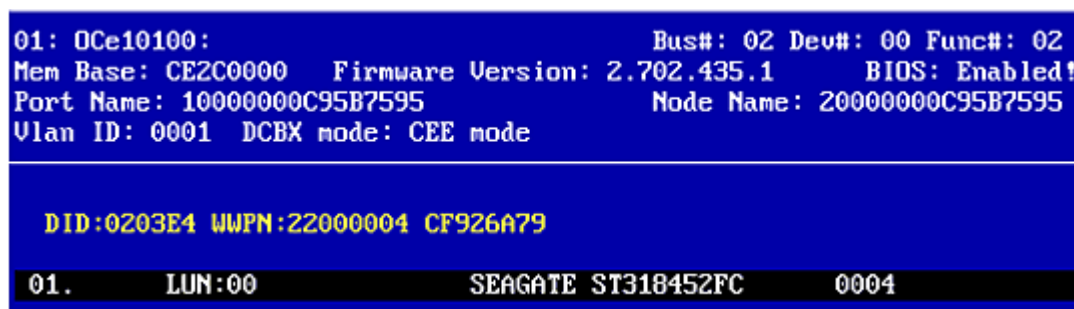 01: OCe10100: Bus#: 02 Dev#: 00 Func#: 02
Mem Base: CE2C0000 Firmware Version: 2.702.435.1 BIOS: Enabled!
Port Name: 10000000C95B7595 Node Name: 20000000C95B7595
Vlan ID: 0001 DCBX mode: CEE mode
DID:0203E4 WWPN:22000004 CF926A79
01. LUN:00 SEAGATE ST318452FC 0004